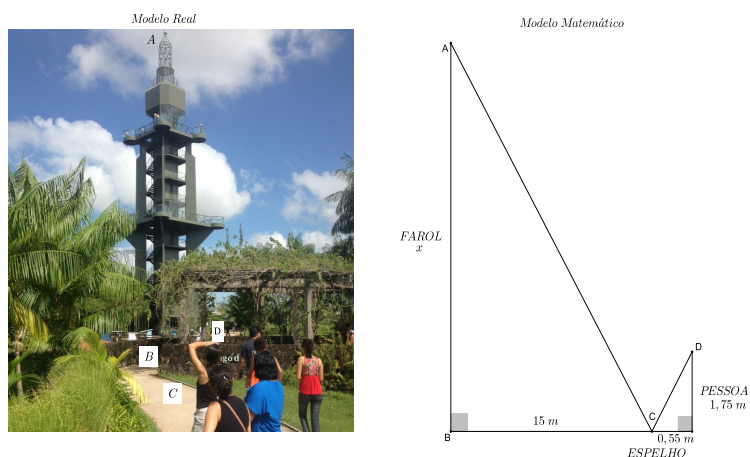 Modelo Real
A
D
B
C
Modelo Matemático
A
FAROL
x
D
PESSOA
1,75 m
C
15 m
B
0,55 m
ESPELHO